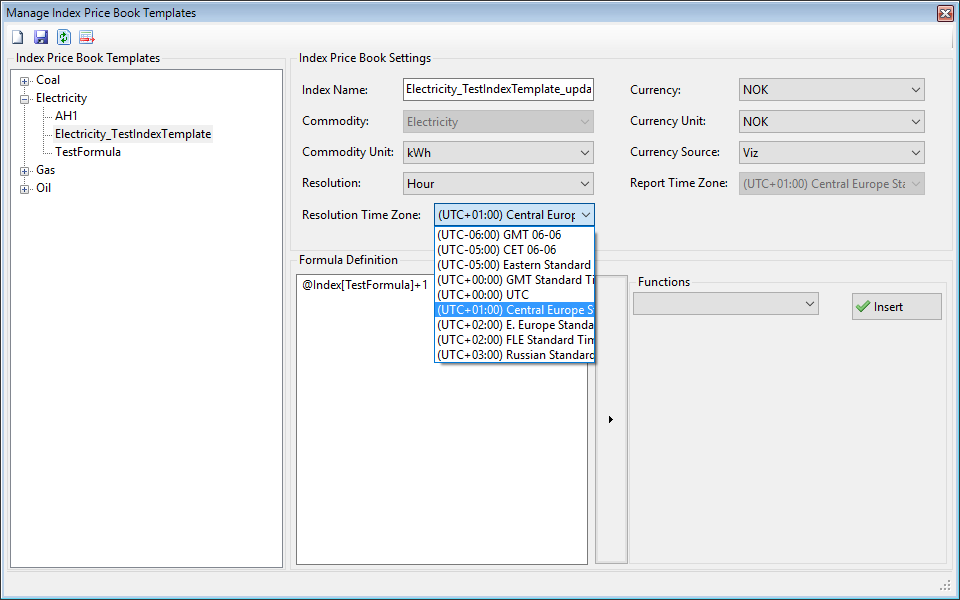 Manage Index Price Book Templates
Index Price Book Templates
Coal
Electricity
AH1
Electricity_TestIndexTemplate
TestFormula
Gas
Oil
Index Price Book Settings
Index Name: Electricity_TestIndexTemplate_upda
Commodity: Electricity
Commodity Unit: kWh
Resolution: Hour
Resolution Time Zone: (UTC+01:00) Central Europ
Currency: NOK
Currency Unit: NOK
Currency Source: Viz
Report Time Zone: (UTC+01:00) Central Europe Sta
(UTC-06:00) GMT 06-06
(UTC-05:00) CET 06-06
(UTC-05:00) Eastern Standard
(UTC+00:00) GMT Standard Ti
(UTC+00:00) UTC
(UTC+01:00) Central Europe S
(UTC+02:00) E. Europe Standa
(UTC+02:00) FLE Standard Tim
(UTC+03:00) Russian Standard
Formula Definition
@Index[TestFormula]+1
Functions
Insert